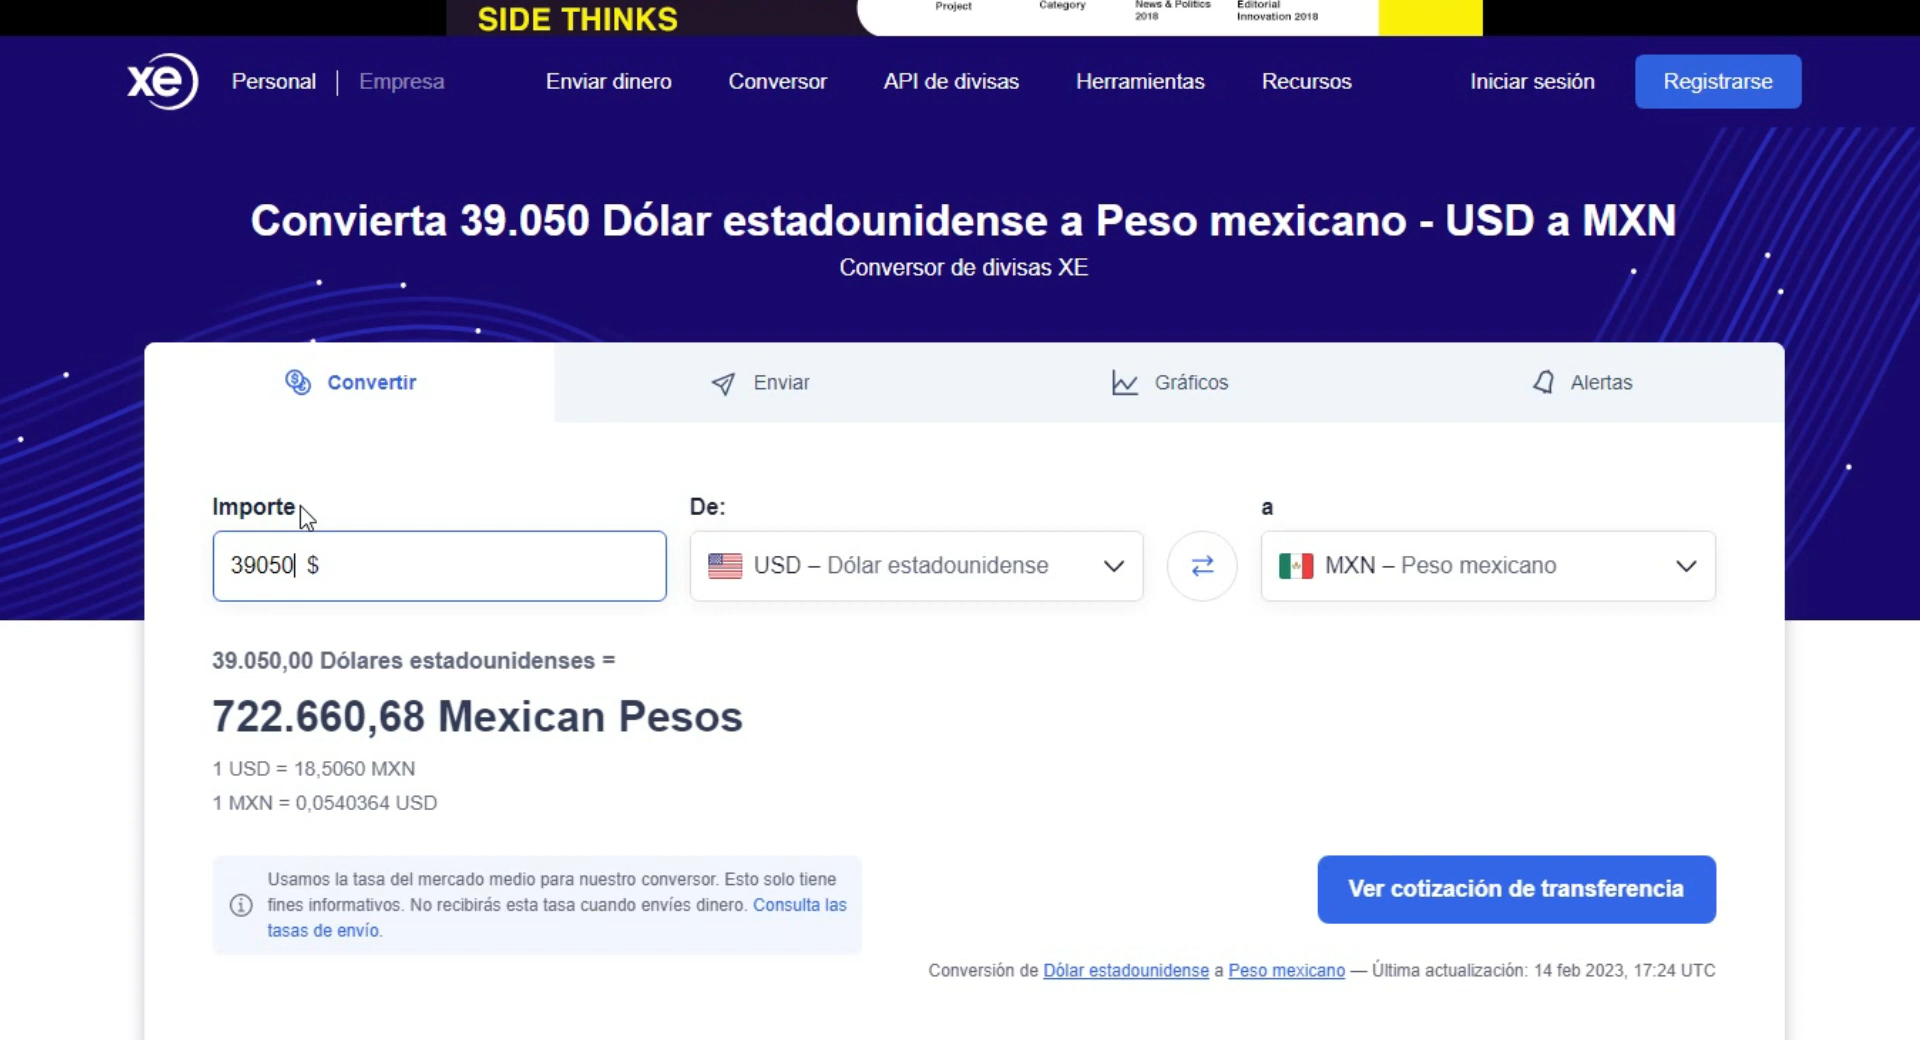 SIDE THINKS
Project
Category
News & Politics
2018
Editorial
Innovation 2018
xe
Personal
Empresa
Enviar dinero
Conversor
API de divisas
Herramientas
Recursos
Iniciar sesión
Registrarse
Convierta 39.050 Dólar estadounidense a Peso mexicano - USD a MXN
Conversor de divisas XE
Convertir
Enviar
Gráficos
Alertas
Importe
De:
a
39050 $
USD – Dólar estadounidense
MXN – Peso mexicano
39.050,00 Dólares estadounidenses =
722.660,68 Mexican Pesos
1 USD = 18,5060 MXN
1 MXN = 0,0540364 USD
Usamos la tasa del mercado medio para nuestro conversor. Esto solo tiene
fines informativos. No recibirás esta tasa cuando envíes dinero. Consulta las
tasas de envío.
Ver cotización de transferencia
Conversión de Dólar estadounidense a Peso mexicano — Última actualización: 14 feb 2023, 17:24 UTC